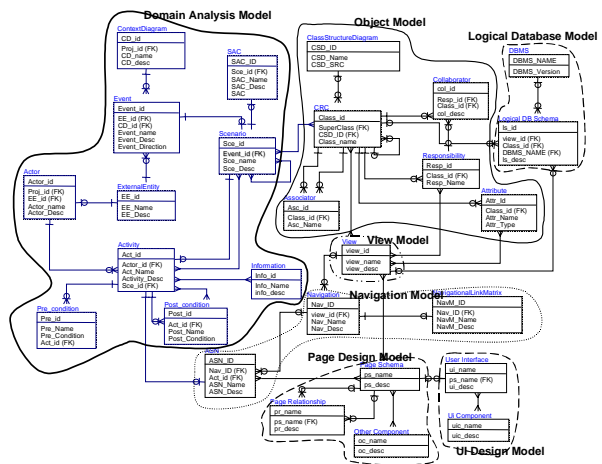 Domain Analysis Model
Object Model
Logical Database Model
ContextDiagram
CD_id
Proj_id (FK)
CD_name
CD_desc
SAC
SAC_ID
Sce_id (FK)
SAC_Name
SAC_Desc
SAC
ClassStructureDiagram
CSD_ID
CSD_Name
CSD_SRC
DBMS
DBMS_NAME
DBMS_Version
Collaborator
col_id
Resp_id (FK)
Class_id (FK)
col_desc
Event
Event_id
EE_id (FK)
CD_id (FK)
Event_name
Event_Desc
Event_Direction
CRC
Class_id
SuperClass (FK)
CSD_ID (FK)
Class_name
Logical DB Schema
ls_id
view_id (FK)
Class_id (FK)
DBMS_NAME (FK)
ls_desc
Scenario
Sce_id
Event_id (FK)
Sce_name
Sce_Desc
Responsibility
Resp_id
Class_id (FK)
Resp_Name
Actor
Actor_id
Proj_id (FK)
EE_id (FK)
Actor_name
Actor_Desc
ExternalEntity
EE_id
EE_Name
EE_Desc
Associator
Asc_id
Class_id (FK)
Asc_Name
Attribute
Attr_Id
Class_id (FK)
Attr_Name
Attr_Type
View
View Model
view_id
view_name
view_desc
Activity
Act_id
Actor_id (FK)
Act_Name
Activity_Desc
Sce_id (FK)
Information
Info_id
Info_Name
info_desc
Navigation Model
Navigation
Nav_ID
view_id (FK)
Nav_Name
Nav_Desc
NavigationalLinkMatrix
NavM_ID
Nav_ID (FK)
NavM_Name
NavM_Desc
Pre_condition
Pre_id
Pre_Name
Pre_Condition
Act_id (FK)
Post_condition
Post_id
Act_id (FK)
Post_Name
Post_Condition
ASN
ASN_ID
Nav_ID (FK)
Act_id (FK)
ASN_Name
ASN_Desc
Page Design Model
Page Schema
ps_name
ps_desc
User Interface
ui_name
ps_name (FK)
ui_desc
Page Relationship
pr_name
ps_name (FK)
pr_desc
Other Component
oc_name
oc_desc
UI Component
uic_name
uic_desc
UI Design Model